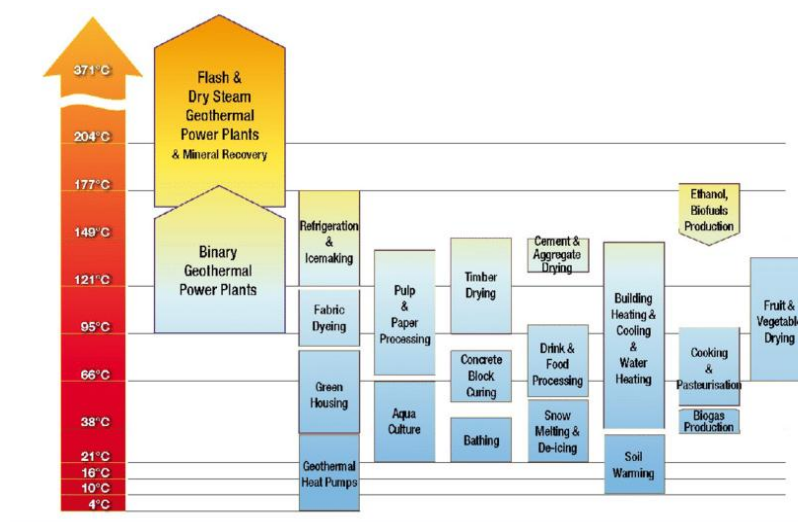 371°C
204°C
177°C
149°C
121°C
95°C
66°C
38°C
21°C
16°C
10°C
4°C
Flash &
Dry Steam
Geothermal
Power Plants
& Mineral Recovery
Binary
Geothermal
Power Plants
Refrigeration
&
Icemaking
Fabric
Dyeing
Green
Housing
Geothermal
Heat Pumps
Pulp
&
Paper
Processing
Aqua
Culture
Timber
Drying
Concrete
Block
Curing
Bathing
Cement &
Aggregate
Drying
Drink &
Food
Processing
Snow
Melting &
De-icing
Building
Heating &
Cooling
&
Water
Heating
Soil
Warming
Ethanol,
Biofuels
Production
Cooking
&
Pasteurisation
Biogas
Production
Fruit &
Vegetable
Drying